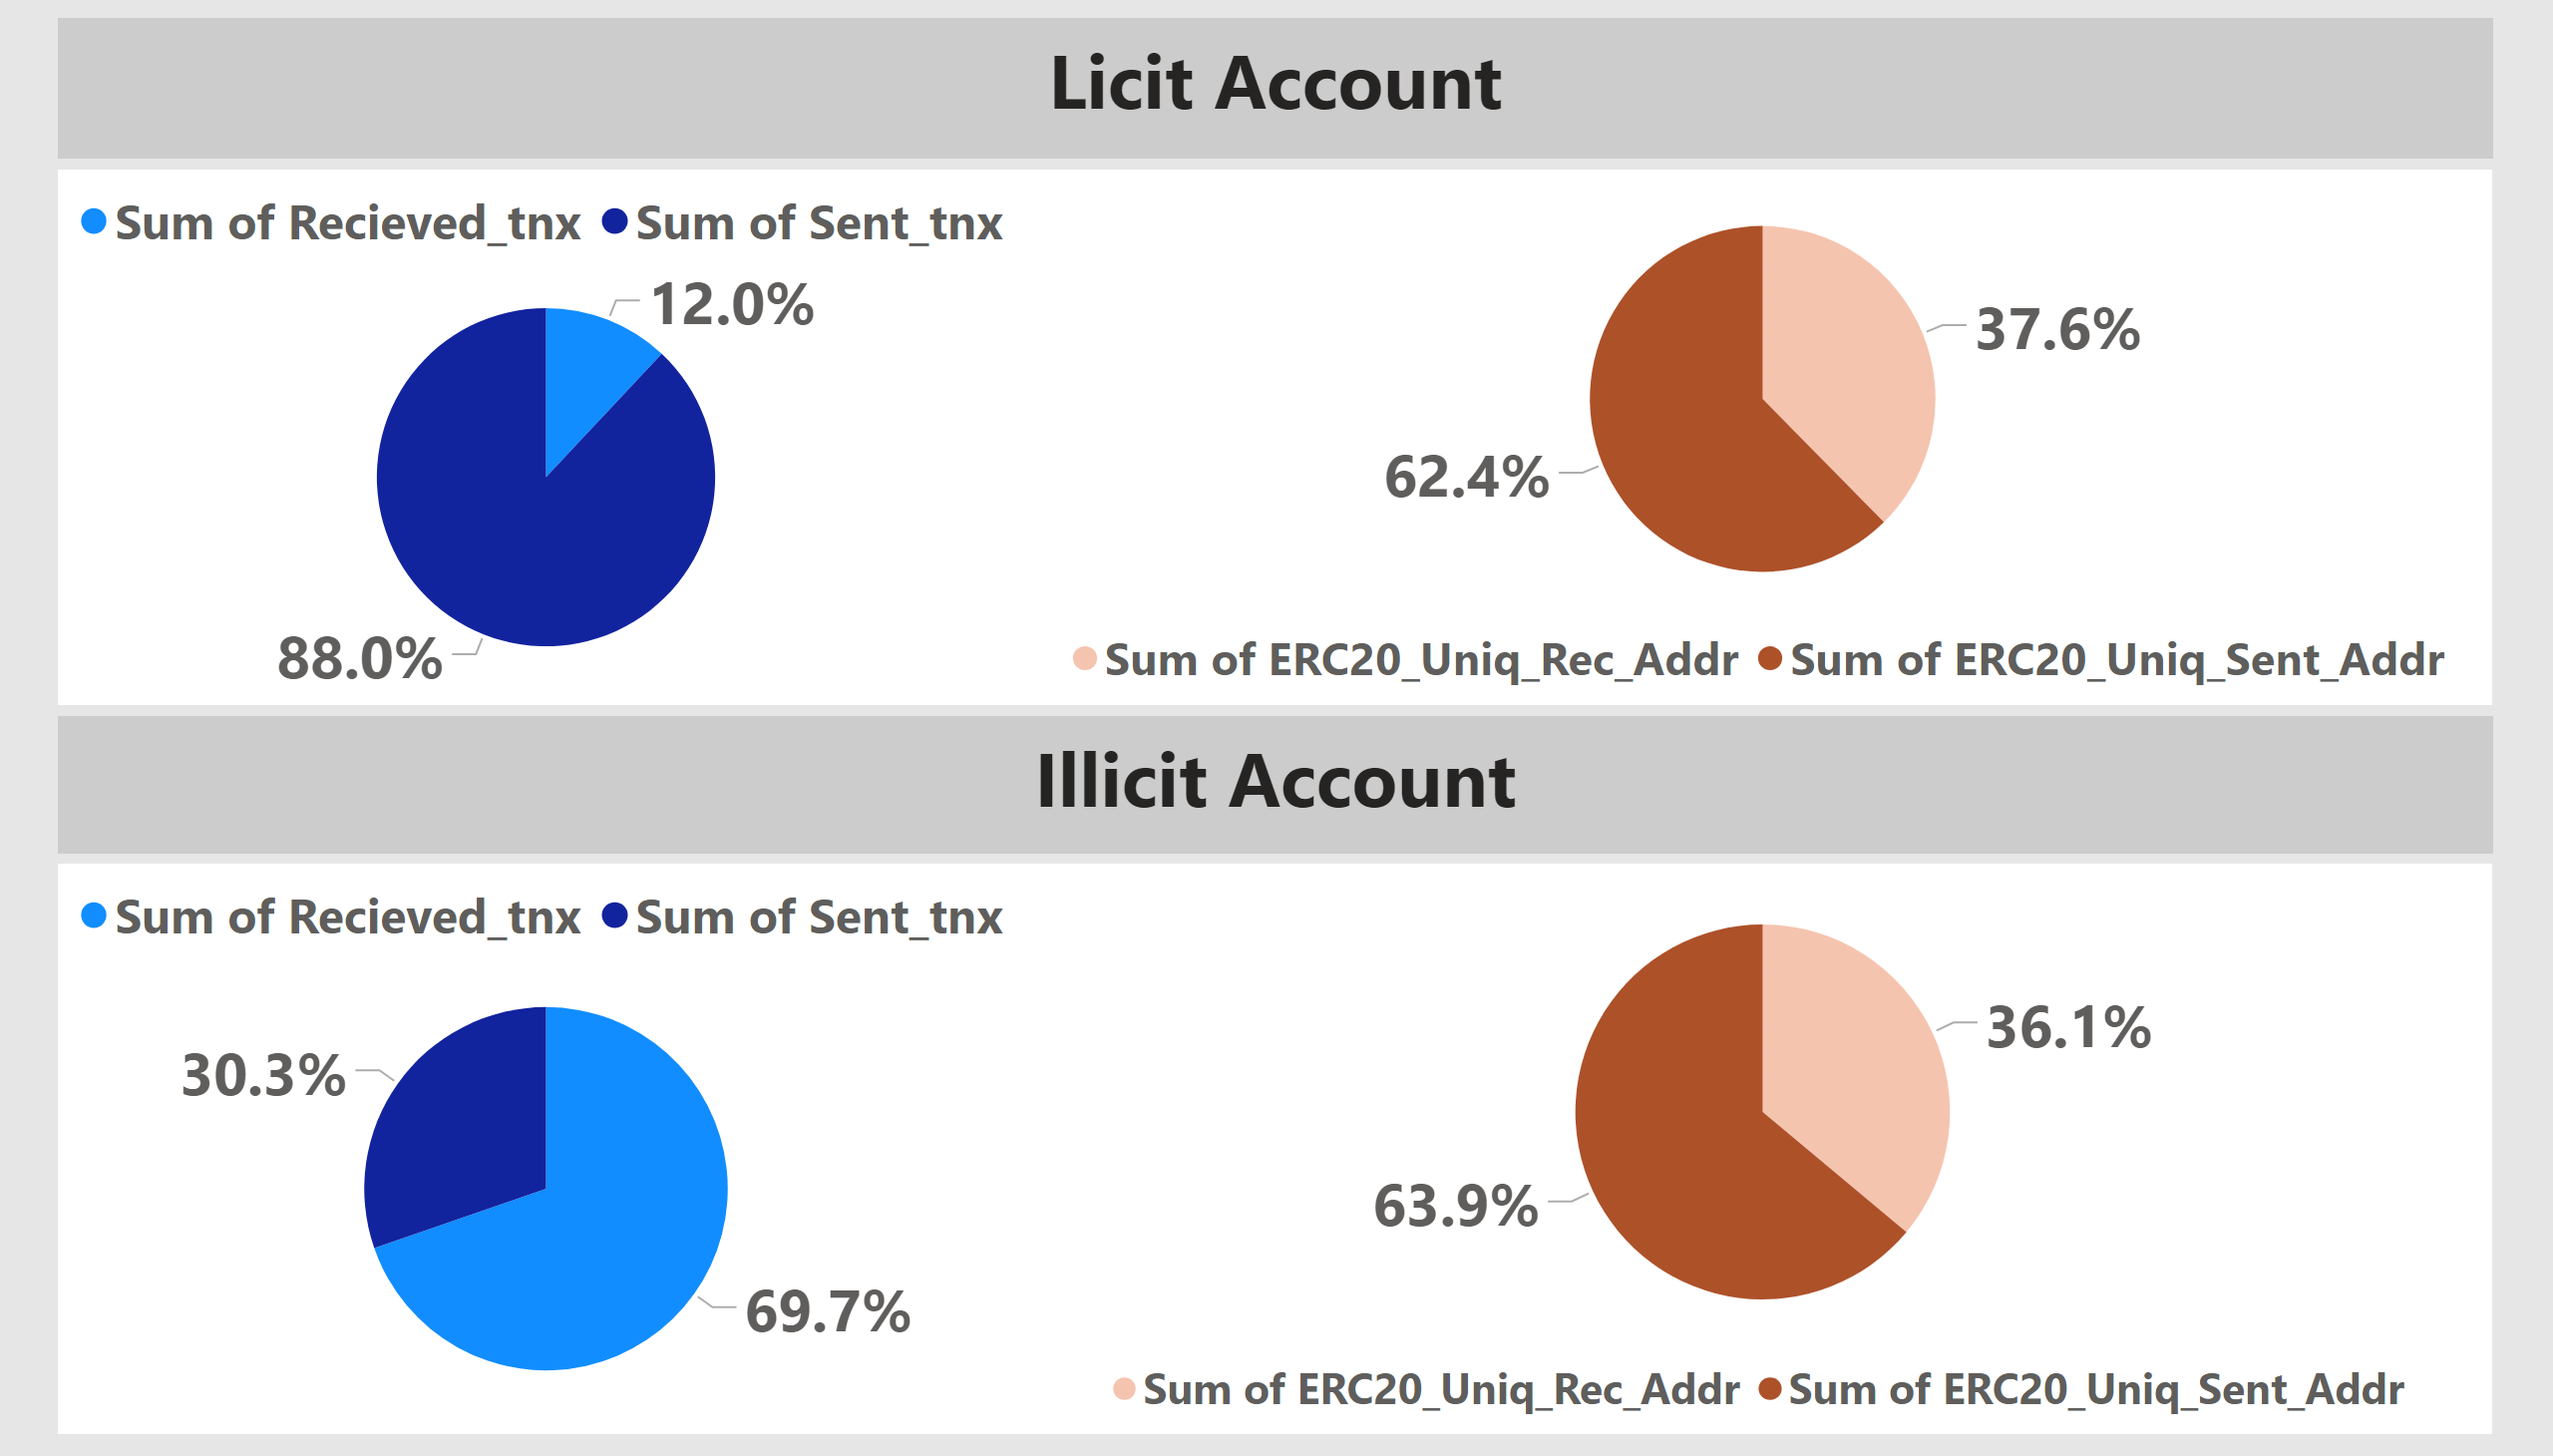 Licit Account
Sum of Recieved_tnx Sum of Sent_tnx
12.0%
88.0%
37.6%
62.4%
Sum of ERC20_Uniq_Rec_Addr Sum of ERC20_Uniq_Sent_Addr
Illicit Account
Sum of Recieved_tnx Sum of Sent_tnx
30.3%
69.7%
36.1%
63.9%
Sum of ERC20_Uniq_Rec_Addr Sum of ERC20_Uniq_Sent_Addr